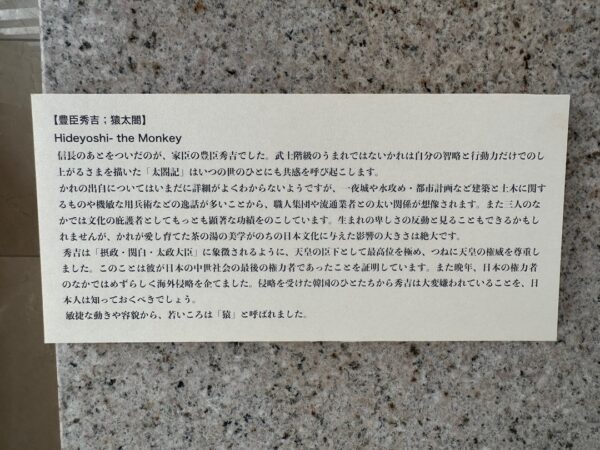 【豊臣秀吉；猿太閤】
Hideyoshi- the Monkey
信長のあとをついだのが、家臣の豊臣秀吉でした。武士階級のうまれではないかれは自分の智略と行動力だけでのし
上がるさまを描いた「太閤記」はいつの世のひとにも共感を呼び起こします。
かれの出自についてはいまだに詳細がよくわからないようですが、一夜城や水攻め・都市計画など建築と土木に関す
るものや機敏な用兵術などの逸話が多いことから、職人集団や流通業者との太い関係が想像されます。また三人のな
かでは文化の庇護者としてもっとも顕著な功績をのこしています。生まれの卑しさの反動と見ることもできるかもし
れませんが、かれが愛し育てた茶の湯の美学がのちの日本文化に与えた影響の大きさは絶大です。
秀吉は「摂政・関白・太政大臣」に象徴されるように、天皇の臣下として最高位を極め、つねに天皇の権威を尊重し
ました。このことは彼が日本の中世社会の最後の権力者であったことを証明しています。また晩年、日本の権力者
のなかではめずらしく海外侵略を企てました。侵略を受けた韓国のひとたちから秀吉は大変嫌われていることを、日
本人は知っておくべきでしょう。
敏捷な動きや容貌から、若いころは「猿」と呼ばれました。